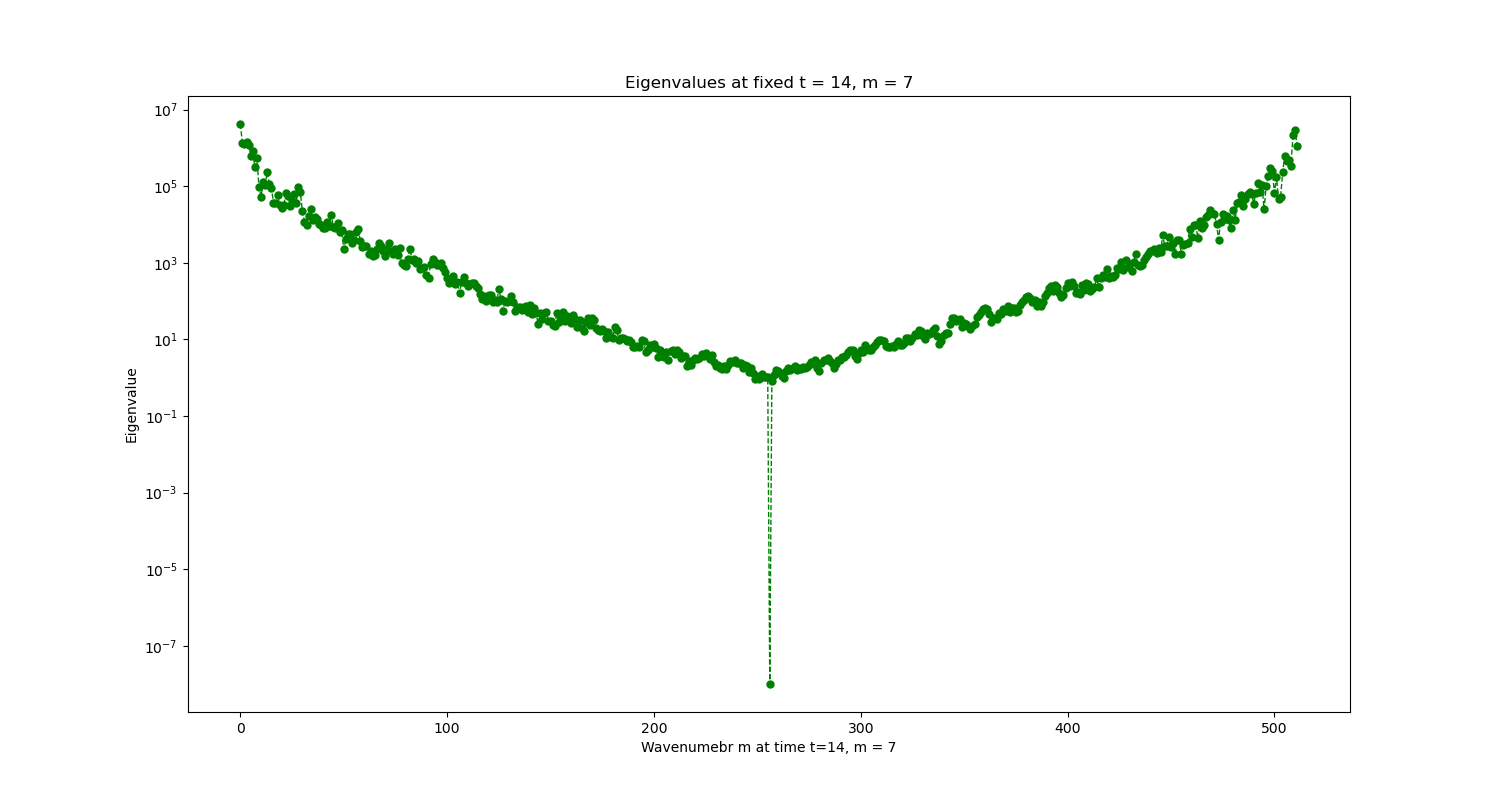 Eigenvalues at fixed t = 14, m = 7
10^7
10^5
10^3
10^1
10^-1
10^-3
10^-5
10^-7
Eigenvalue
0 100 200 300 400 500
Wavenumebr m at time t=14, m = 7